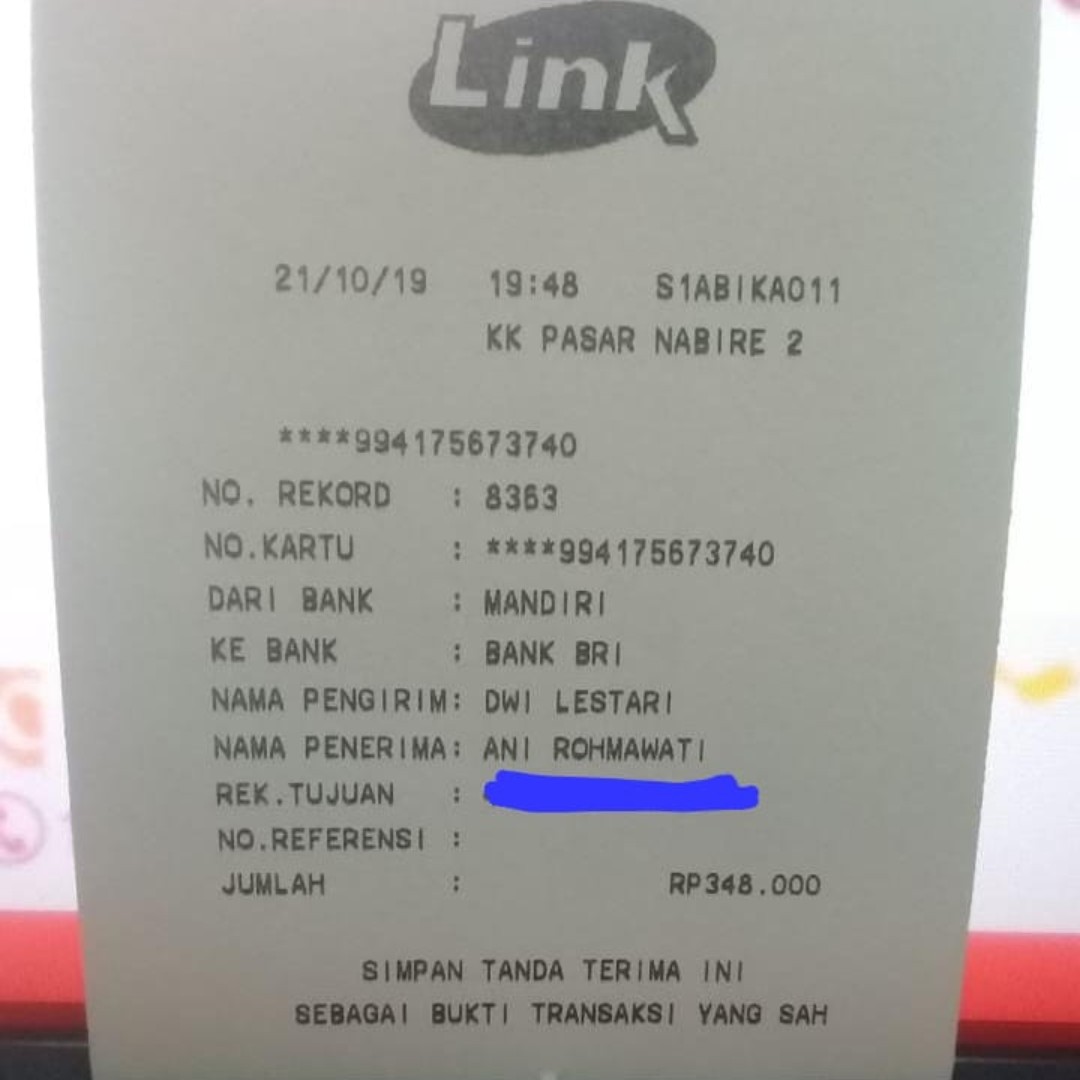 Link
21/10/19 19:48 S1ABIKA011
KK PASAR NABIRE 2
****994175673740
NO. REKORD : 8363
NO.KARTU : ****994175673740
DARI BANK : MANDIRI
KE BANK : BANK BRI
NAMA PENGIRIM: DWI LESTARI
NAMA PENERIMA: ANI ROHMAWATI
REK.TUJUAN :
NO.REFERENSI :
JUMLAH : RP348.000
SIMPAN TANDA TERIMA INI
SEBAGAI BUKTI TRANSAKSI YANG SAH